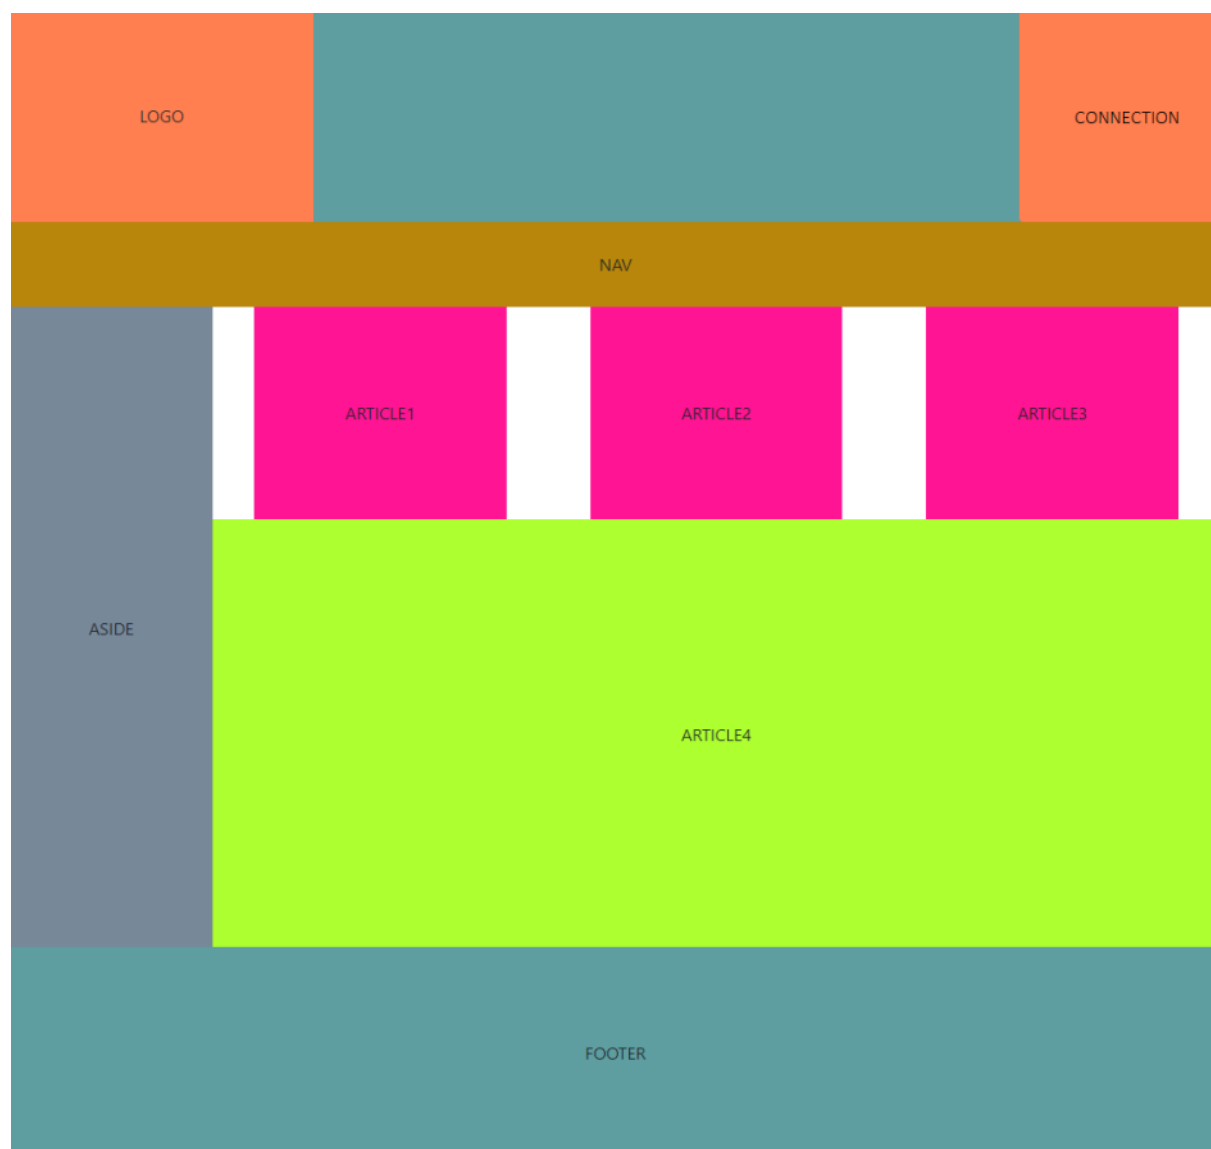 LOGO
CONNECTION
NAV
ARTICLE1
ARTICLE2
ARTICLE3
ASIDE
ARTICLE4
FOOTER